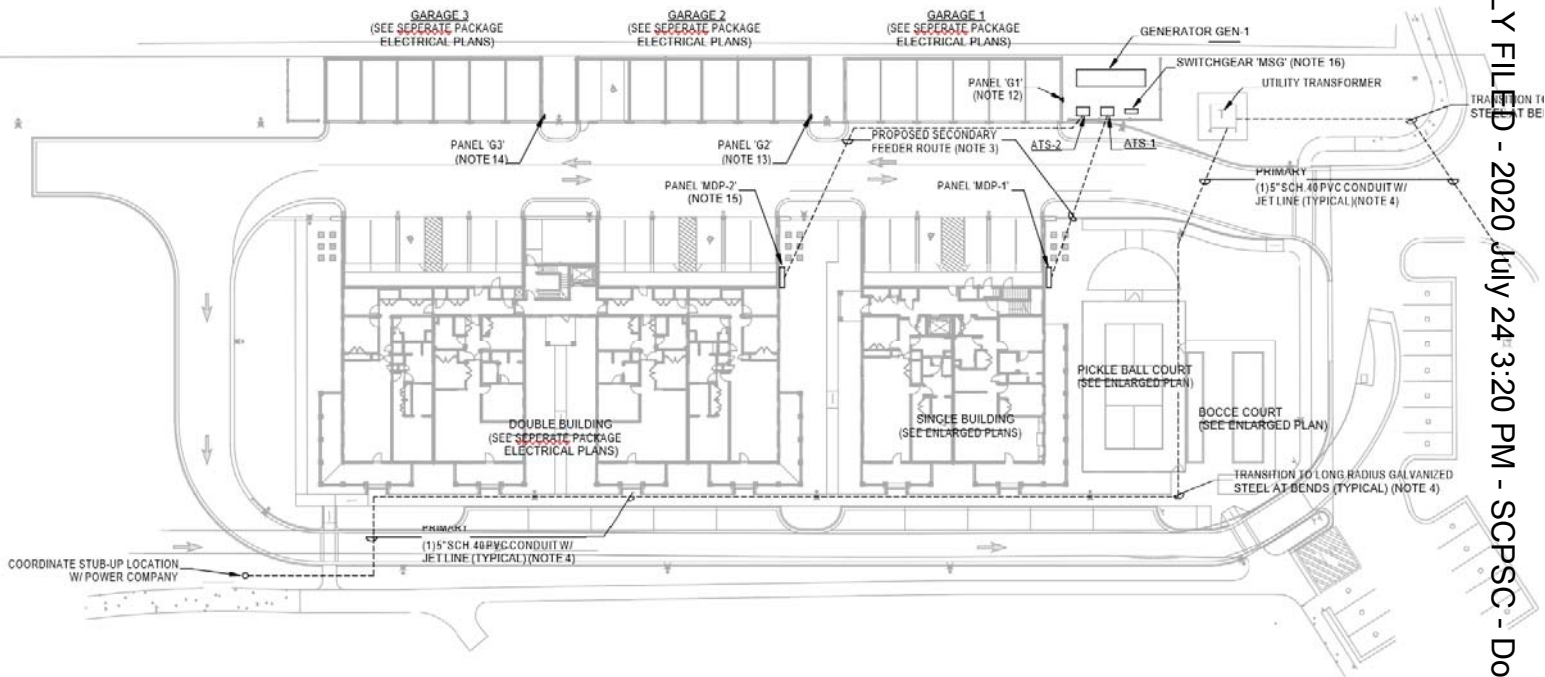 GARAGE 3
(SEE SEPERATE PACKAGE
ELECTRICAL PLANS)
GARAGE 2
(SEE SEPERATE PACKAGE
ELECTRICAL PLANS)
GARAGE 1
(SEE SEPERATE PACKAGE
ELECTRICAL PLANS)
GENERATOR GEN-1
SWITCHGEAR 'MSG' (NOTE 16)
UTILITY TRANSFORMER
PANEL 'G1'
(NOTE 12)
TRANSITION TO
STEEL AT BE
PANEL 'G3'
(NOTE 14)
PANEL 'G2'
(NOTE 13)
PROPOSED SECONDARY
FEEDER ROUTE (NOTE 3)
ATS-2
ATS-1
PANEL 'MDP-2'
(NOTE 15)
PANEL 'MDP-1'
PRIMARY
(1)5" SCH.40 PVC CONDUIT W/
JET LINE (TYPICAL)(NOTE 4)
PICKLE BALL COURT
(SEE ENLARGED PLAN)
BOCCE COURT
(SEE ENLARGED PLAN)
DOUBLE BUILDING
(SEE SEPERATE PACKAGE
ELECTRICAL PLANS)
SINGLE BUILDING
(SEE ENLARGED PLANS)
TRANSITION TO LONG RADIUS GALVANIZED
STEEL AT BENDS (TYPICAL) (NOTE 4)
PRIMARY
(1)5" SCH.40 PVC CONDUIT W/
JET LINE (TYPICAL)(NOTE 4)
COORDINATE STUB-UP LOCATION
W/ POWER COMPANY
LY FILED - 2020 July 24 3:20 PM - SCPSC - Do